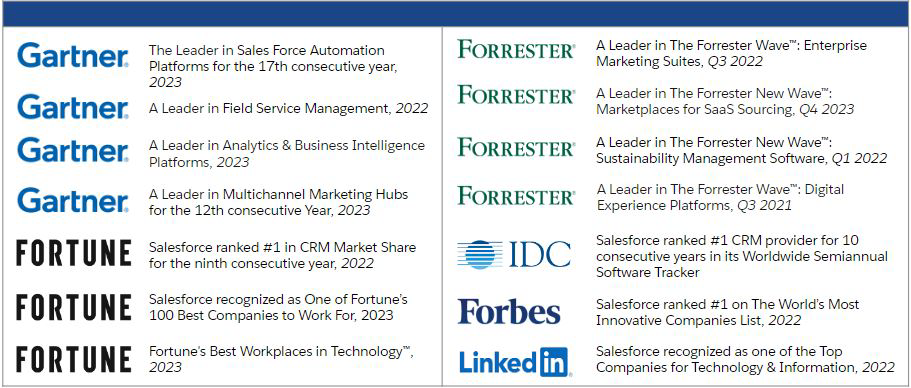 Gartner.
The Leader in Sales Force Automation
Platforms for the 17th consecutive year,
2023
Gartner.
A Leader in Field Service Management, 2022
Gartner.
A Leader in Analytics & Business Intelligence
Platforms, 2023
Gartner.
A Leader in Multichannel Marketing Hubs
for the 12th consecutive Year, 2023
FORTUNE
Salesforce ranked #1 in CRM Market Share
for the ninth consecutive year, 2022
FORTUNE
Salesforce recognized as One of Fortune's
100 Best Companies to Work For, 2023
FORTUNE
Fortune's Best Workplaces in Technology™,
2023
FORRESTER®
A Leader in The Forrester Wave™: Enterprise
Marketing Suites, Q3 2022
FORRESTER®
A Leader in The Forrester New Wave™:
Marketplaces for SaaS Sourcing, Q4 2023
FORRESTER®
A Leader in The Forrester New Wave™:
Sustainability Management Software, Q1 2022
FORRESTER®
A Leader in The Forrester Wave™: Digital
Experience Platforms, Q3 2021
IDC
Salesforce ranked #1 CRM provider for 10
consecutive years in its Worldwide Semiannual
Software Tracker
Forbes
Salesforce ranked #1 on The World's Most
Innovative Companies List, 2022
LinkedIn
Salesforce recognized as one of the Top
Companies for Technology & Information, 2022